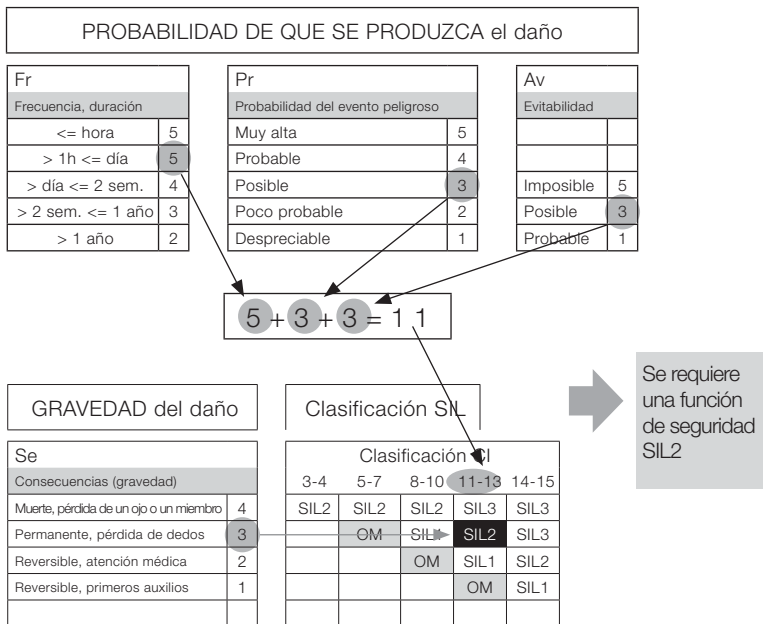 PROBABILIDAD DE QUE SE PRODUZCA el daño
Fr
Frecuencia, duración
<= hora 5
> 1h <= día 5
> día <= 2 sem. 4
> 2 sem. <= 1 año 3
> 1 año 2
Pr
Probabilidad del evento peligroso
Muy alta 5
Probable 4
Posible 3
Poco probable 2
Despreciable 1
Av
Evitabilidad
Imposible 5
Posible 3
Probable 1
5 + 3 + 3 = 1 1
GRAVEDAD del daño
Se
Consecuencias (gravedad)
Muerte, pérdida de un ojo o un miembro 4
Permanente, pérdida de dedos 3
Reversible, atención médica 2
Reversible, primeros auxilios 1
Clasificación SIL
Clasificación CI
3-4 5-7 8-10 11-13 14-15
SIL2 SIL2 SIL2 SIL3 SIL3
OM SIL1 SIL2 SIL3
OM SIL1 SIL2
OM SIL1
Se requiere
una función
de seguridad
SIL2